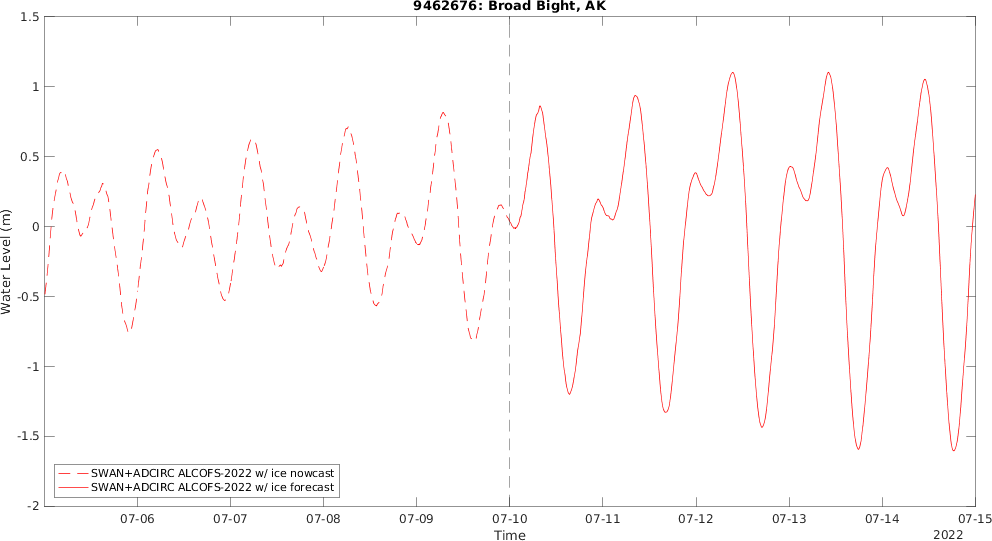 9462676: Broad Bight, AK
1.5
1
0.5
0
-0.5
-1
-1.5
-2
Water Level (m)
SWAN+ADCIRC ALCOFS-2022 w/ ice nowcast
SWAN+ADCIRC ALCOFS-2022 w/ ice forecast
07-06 07-07 07-08 07-09 07-10 07-11 07-12 07-13 07-14 07-15
Time
2022